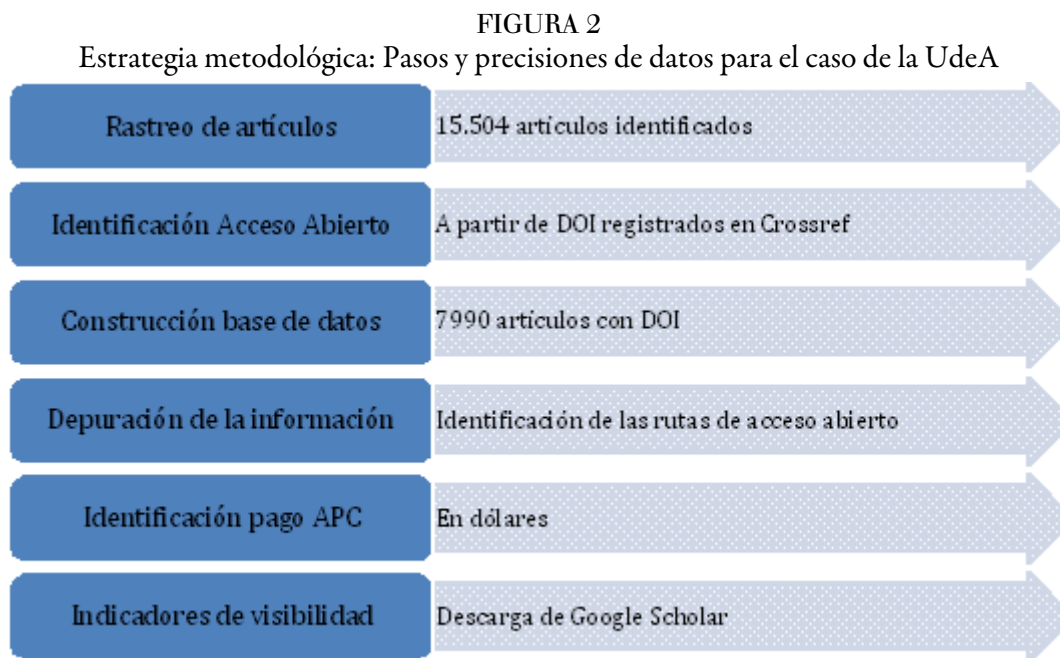 FIGURA 2
Estrategia metodológica: Pasos y precisiones de datos para el caso de la UdeA
Rastreo de artículos
15.504 artículos identificados
Identificación Acceso Abierto
A partir de DOI registrados en Crossref
Construcción base de datos
7990 artículos con DOI
Depuración de la información
Identificación de las rutas de acceso abierto
Identificación pago APC
En dólares
Indicadores de visibilidad
Descarga de Google Scholar